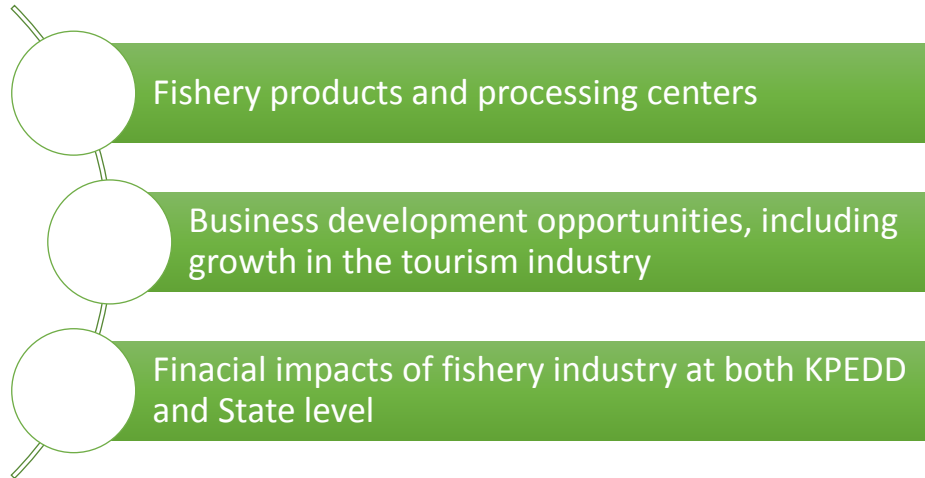 Fishery products and processing centers
Business development opportunities, including
growth in the tourism industry
Finacial impacts of fishery industry at both KPEDD
and State level